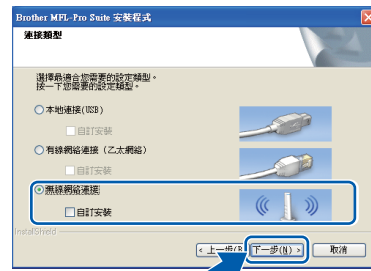 Brother MFL-Pro Suite 安裝程式
連接類型
選擇最適合您需要的設定類型。
按一下您需要的設定類型。
本地連接(USB)
自訂安裝
有線網絡連接（乙太網絡）
自訂安裝
無線網絡連接
自訂安裝
InstallShield
< 上一步(B) 下一步(N) > 取消